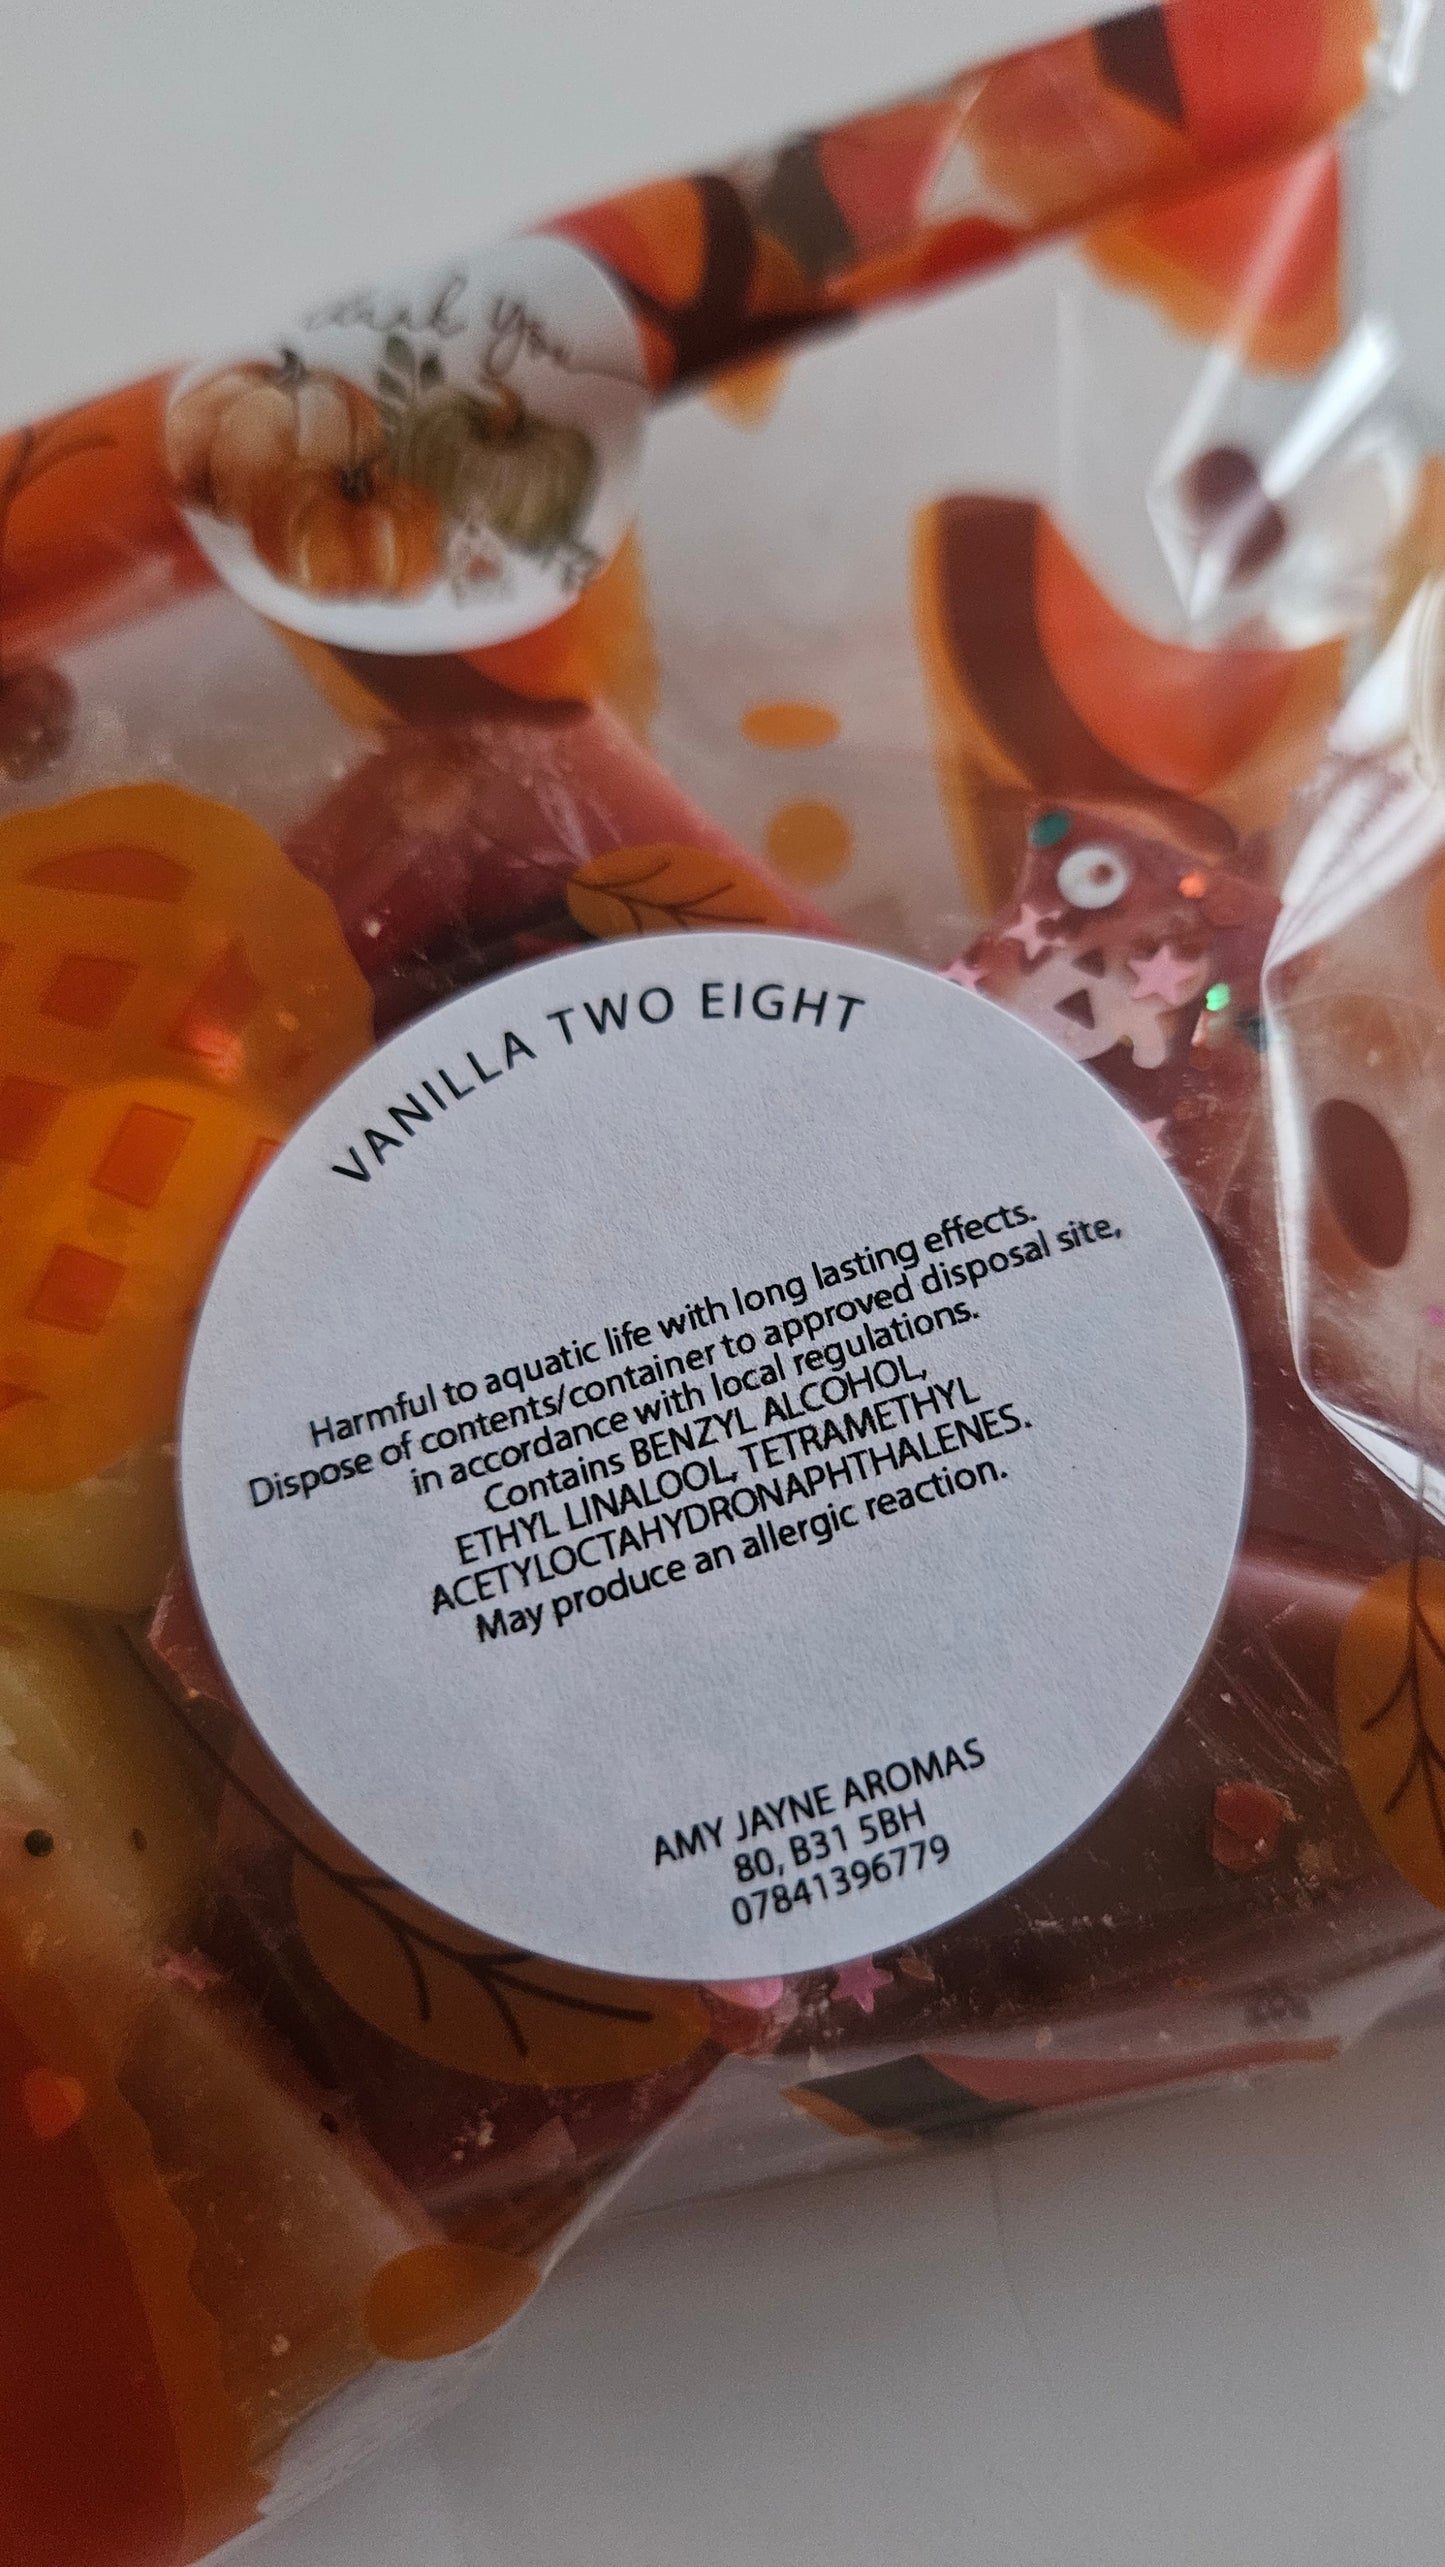 Thank you
VANILLA TWO EIGHT
Harmful to aquatic life with long lasting effects.
Dispose of contents/container to approved disposal site,
in accordance with local regulations.
Contains BENZYL ALCOHOL,
ETHYL LINALOOL, TETRAMETHYL
ACETYLOCTAHYDRONAPHTHALENES.
May produce an allergic reaction.
AMY JAYNE AROMAS
80, B31 5BH
07841396779